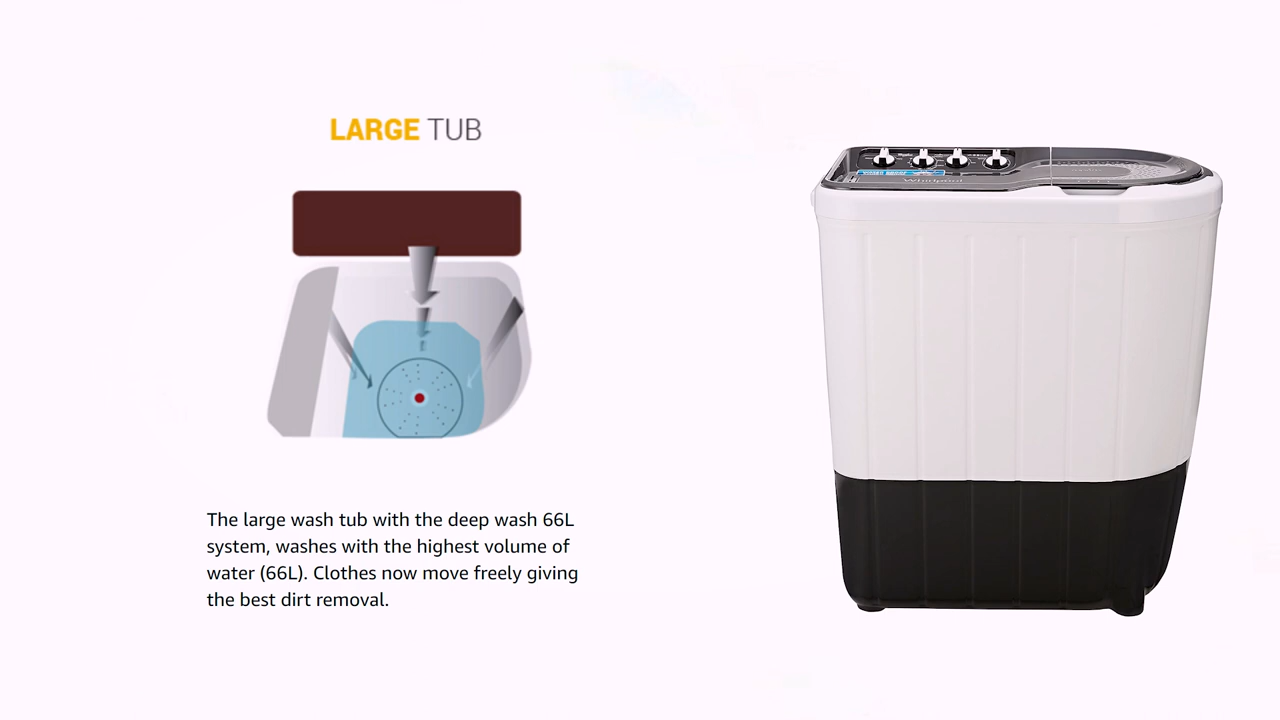 LARGE TUB
The large wash tub with the deep wash 66L
system, washes with the highest volume of
water (66L). Clothes now move freely giving
the best dirt removal.
Whirlpool